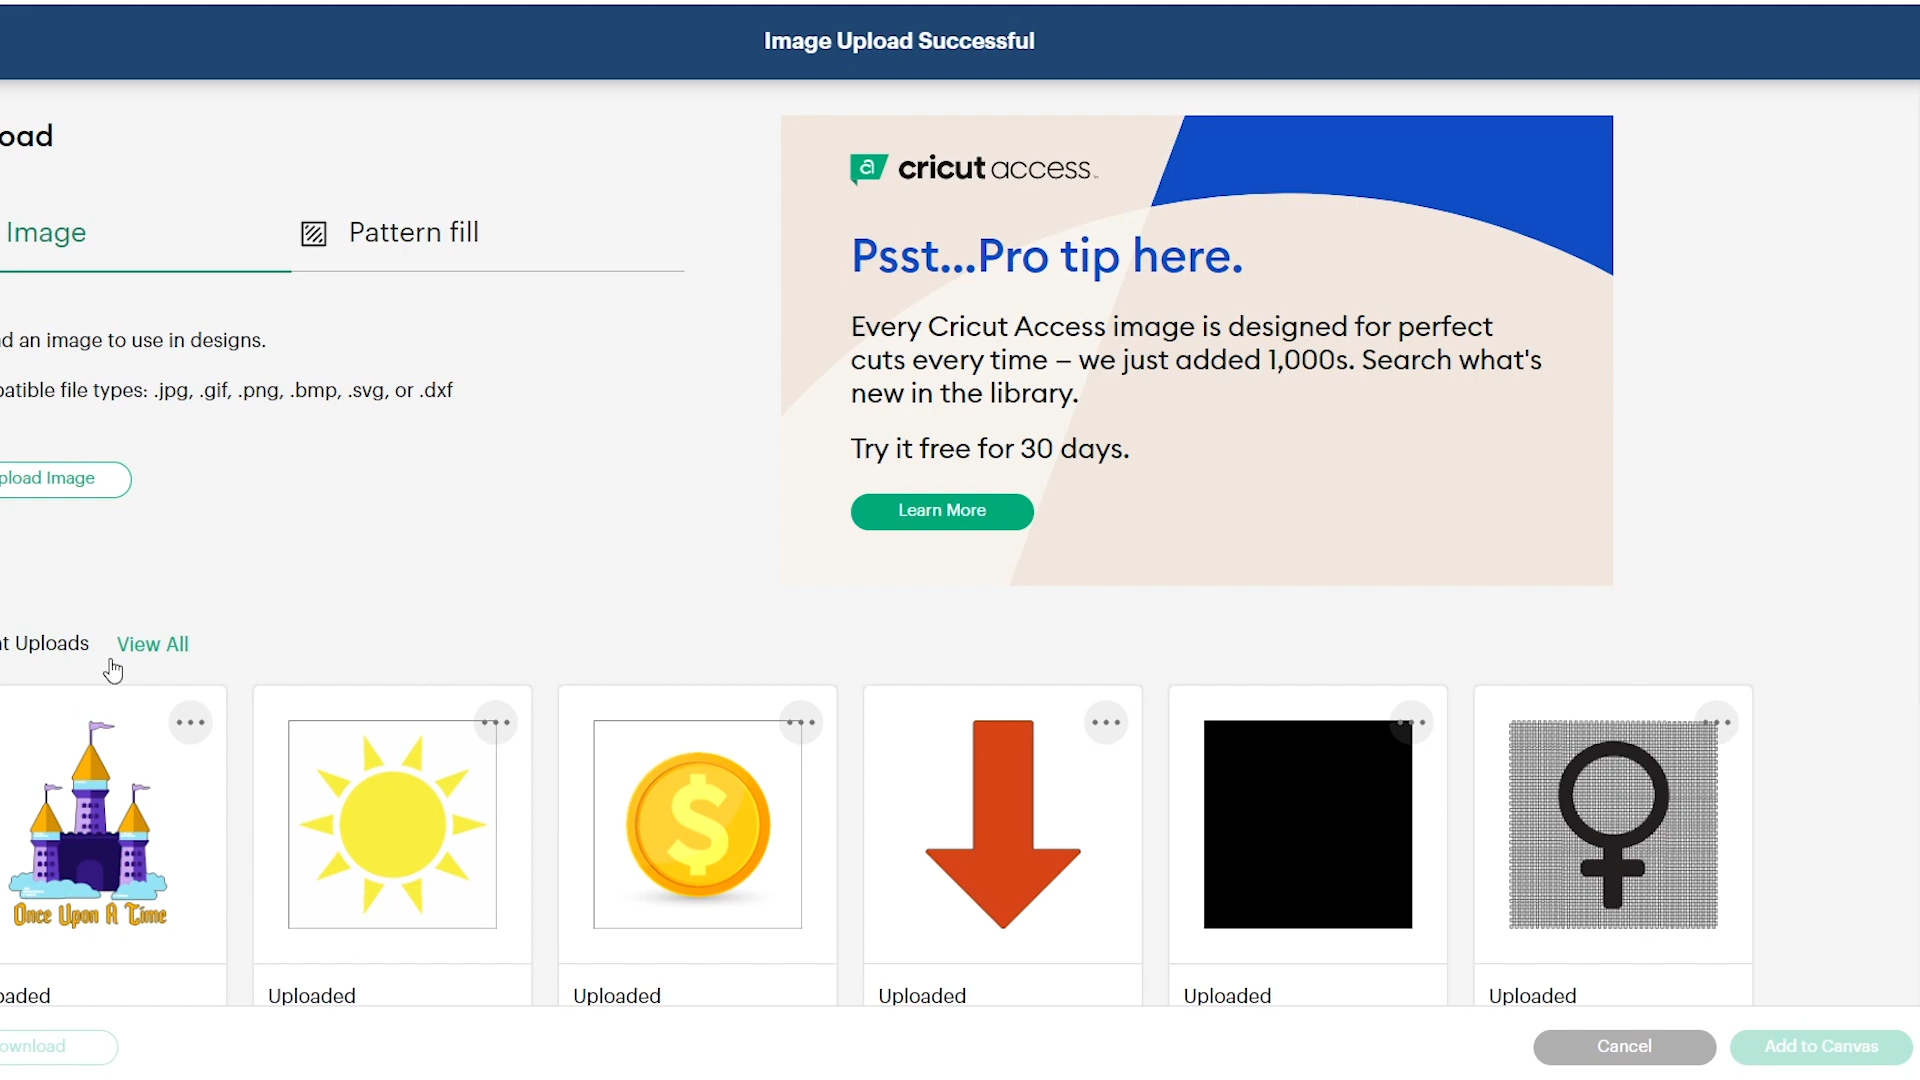 Image Upload Successful
oad
Image
Pattern fill
d an image to use in designs.
patible file types: .jpg, .gif, .png, .bmp, .svg, or .dxf
pload Image
a cricut access
Psst...Pro tip here.
Every Cricut Access image is designed for perfect
cuts every time – we just added 1,000s. Search what's
new in the library.
Try it free for 30 days.
Learn More
t Uploads
View All
Once Upon A Time
$
oaded
Uploaded
Uploaded
Uploaded
Uploaded
Uploaded
ownload
Cancel
Add to Canvas